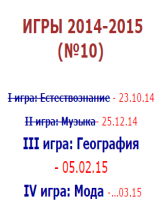 ИГРЫ 2014-2015
(№10)
I игра: Естествознание - 23.10.14
II игра: Музыка - 25.12.14
III игра: География
- 05.02.15
IV игра: Мода -...03.15